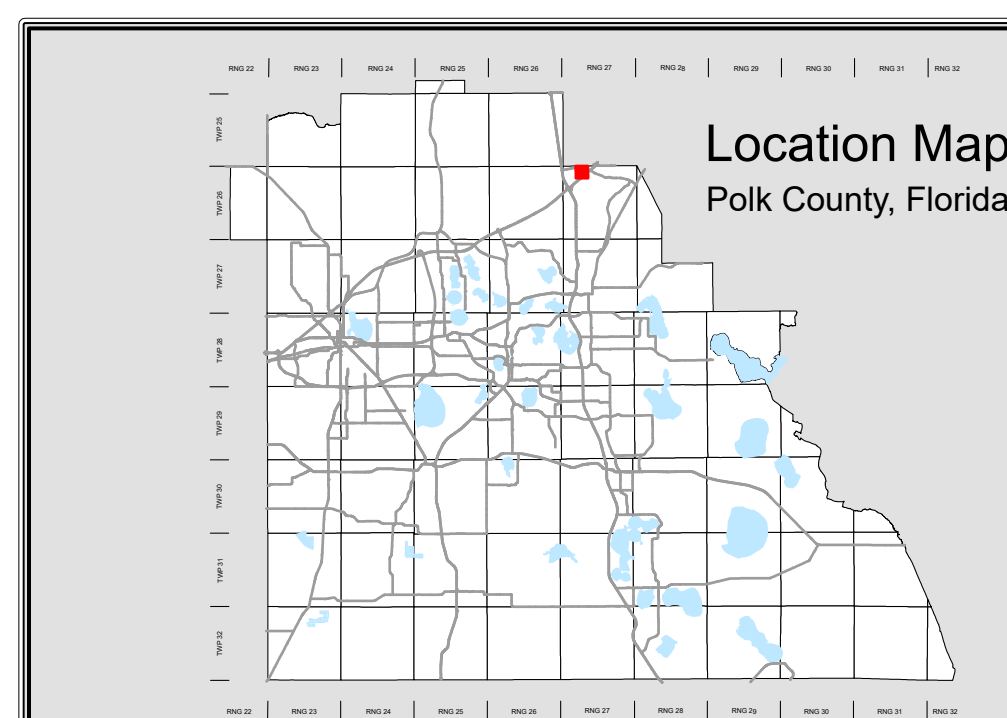 RNG 22 RNG 23 RNG 24 RNG 25 RNG 26 RNG 27 RNG 28 RNG 29 RNG 30 RNG 31 RNG 32
Location Map
Polk County, Florida
TWP 25
TWP 26
TWP 27
TWP 28
TWP 29
TWP 30
TWP 31
TWP 32
RNG 22 RNG 23 RNG 24 RNG 25 RNG 26 RNG 27 RNG 28 RNG 29 RNG 30 RNG 31 RNG 32